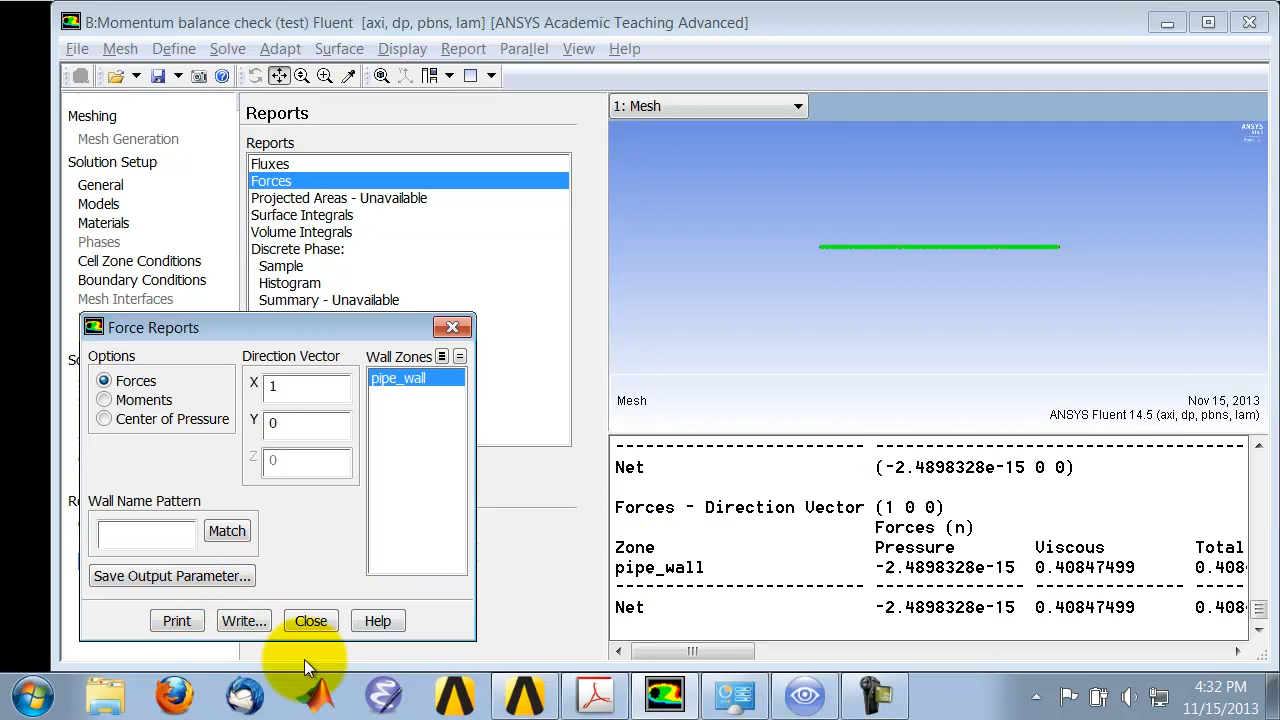 B:Momentum balance check (test) Fluent [axi, dp, pbns, lam] [ANSYS Academic Teaching Advanced]
File Mesh Define Solve Adapt Surface Display Report Parallel View Help
Meshing
Mesh Generation
Solution Setup
General
Models
Materials
Phases
Cell Zone Conditions
Boundary Conditions
Mesh Interfaces
Reports
Reports
Fluxes
Forces
Projected Areas - Unavailable
Surface Integrals
Volume Integrals
Discrete Phase:
Sample
Histogram
Summary - Unavailable
1: Mesh
ANSYS
Mesh
Nov 15, 2013
ANSYS Fluent 14.5 (axi, dp, pbns, lam)
Force Reports
Options
Forces
Moments
Center of Pressure
Direction Vector
X 1
Y 0
Z 0
Wall Zones
pipe_wall
Wall Name Pattern
Match
Save Output Parameter...
Print Write... Close Help
Net (-2.4898328e-15 0 0)
Forces - Direction Vector (1 0 0)
Forces (n)
Zone Pressure Viscous Total
pipe_wall -2.4898328e-15 0.40847499 0.408
Net -2.4898328e-15 0.40847499 0.408
4:32 PM
11/15/2013